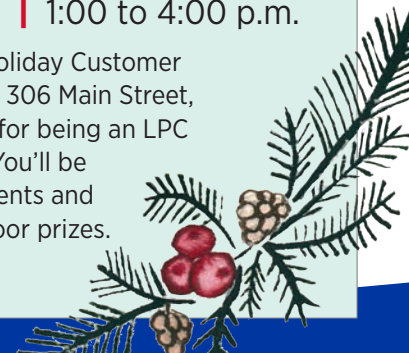 1:00 to 4:00 p.m.
oliday Customer
306 Main Street,
for being an LPC
You'll be
ents and
oor prizes.